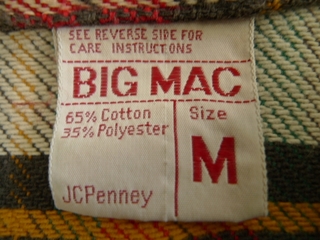 SEE REVERSE SIDE FOR
CARE INSTRUCTIONS
BIG MAC
65% Cotton
35% Polyester
Size
M
JCPenney